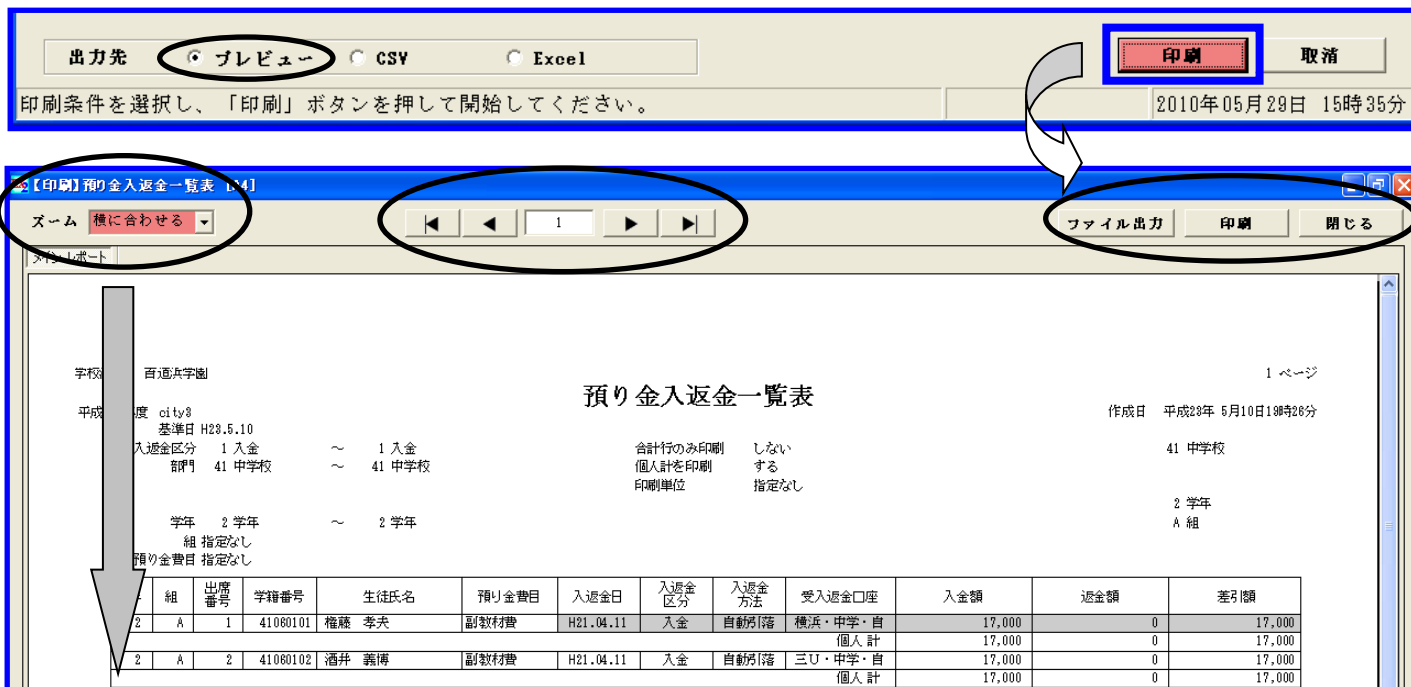 出力先 プレビュー CSV Excel 印刷 取消
印刷条件を選択し、「印刷」ボタンを押して開始してください。 2010年05月29日 15時35分
【印刷】預り金入返金一覧表
ズーム 横に合わせる 1 ファイル出力 印刷 閉じる
メイン・レポート
学校 百道浜学園 1 ページ
預り金入返金一覧表
平成 度 city3 作成日 平成23年 5月10日19時26分
基準日 H23.5.10
入返金区分 1 入金 ～ 1 入金 合計行のみ印刷 しない 41 中学校
部門 41 中学校 ～ 41 中学校 個人計を印刷 する
印刷単位 指定なし
2 学年
学年 2 学年 ～ 2 学年 A 組
組 指定なし
預り金費目 指定なし
組 出席番号 学籍番号 生徒氏名 預り金費目 入返金日 入返金区分 入返金方法 受入返金口座 入金額 返金額 差引額
2 A 1 41060101 権藤 孝夫 副教材費 H21.04.11 入金 自動引落 横浜・中学・自 17,000 0 17,000
個人計 17,000 0 17,000
2 A 2 41060102 酒井 義博 副教材費 H21.04.11 入金 自動引落 三U・中学・自 17,000 0 17,000
個人計 17,000 0 17,000